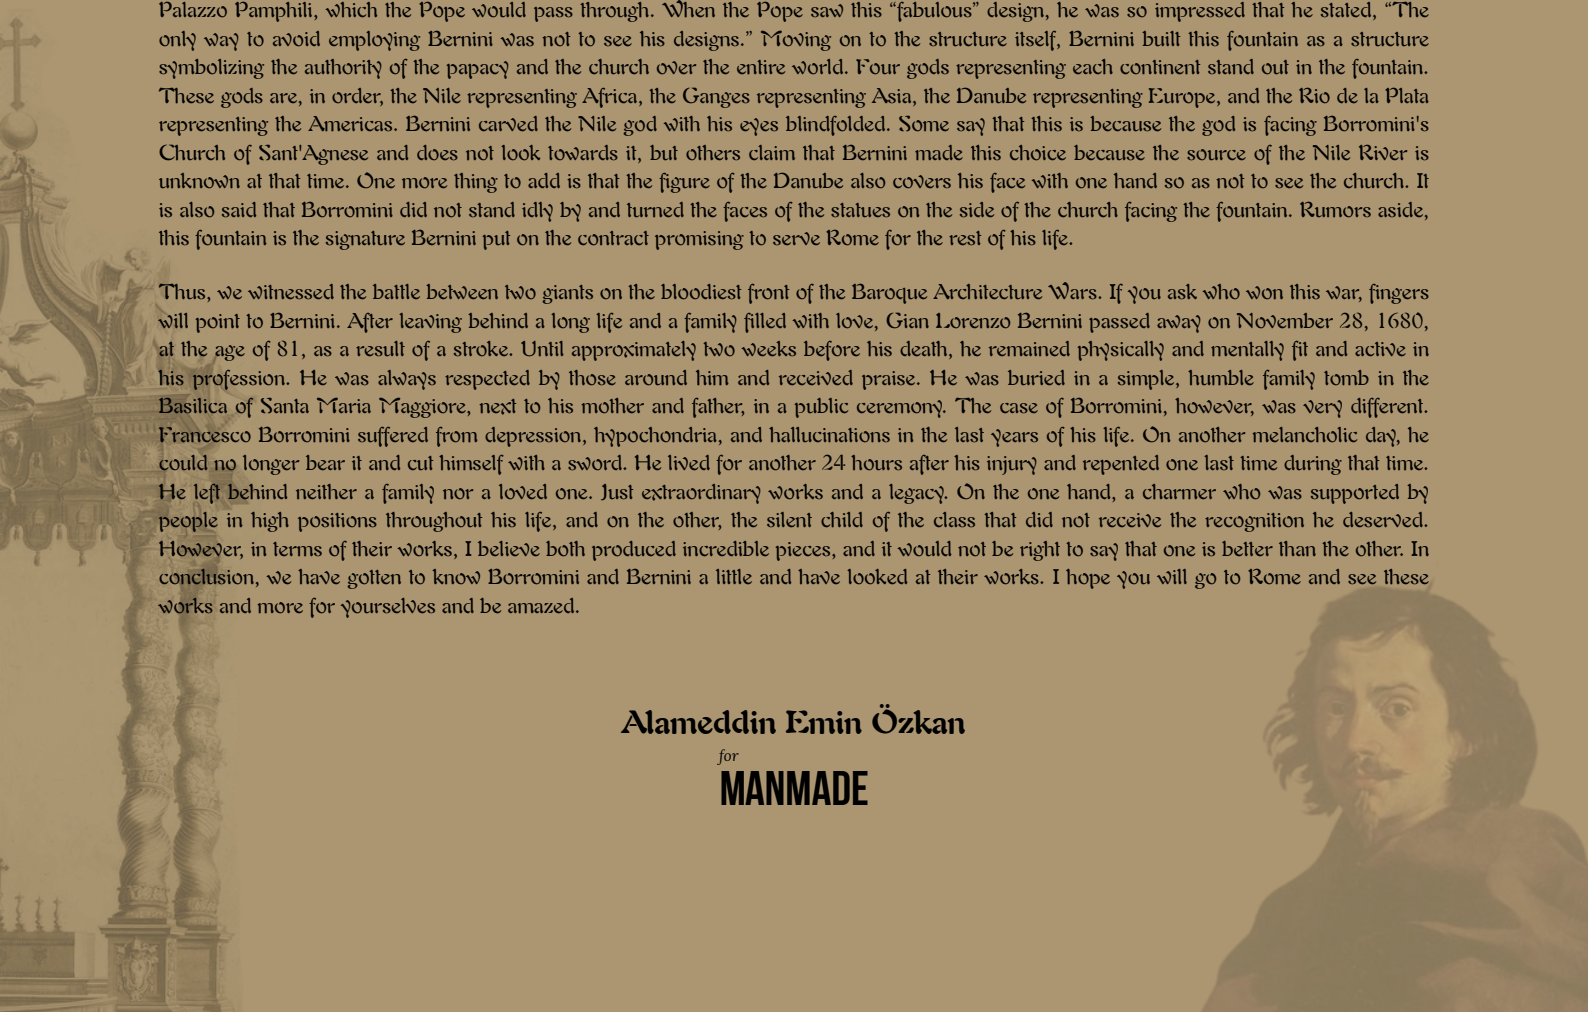 Palazzo Pamphili, which the Pope would pass through. When the Pope saw this “fabulous” design, he was so impressed that he stated, “The
only way to avoid employing Bernini was not to see his designs.” Moving on to the structure itself, Bernini built this fountain as a structure
symbolizing the authority of the papacy and the church over the entire world. Four gods representing each continent stand out in the fountain.
These gods are, in order, the Nile representing Africa, the Ganges representing Asia, the Danube representing Europe, and the Rio de la Plata
representing the Americas. Bernini carved the Nile god with his eyes blindfolded. Some say that this is because the god is facing Borromini's
Church of Sant'Agnese and does not look towards it, but others claim that Bernini made this choice because the source of the Nile River is
unknown at that time. One more thing to add is that the figure of the Danube also covers his face with one hand so as not to see the church. It
is also said that Borromini did not stand idly by and turned the faces of the statues on the side of the church facing the fountain. Rumors aside,
this fountain is the signature Bernini put on the contract promising to serve Rome for the rest of his life.
Thus, we witnessed the battle between two giants on the bloodiest front of the Baroque Architecture Wars. If you ask who won this war, fingers
will point to Bernini. After leaving behind a long life and a family filled with love, Gian Lorenzo Bernini passed away on November 28, 1680,
at the age of 81, as a result of a stroke. Until approximately two weeks before his death, he remained physically and mentally fit and active in
his profession. He was always respected by those around him and received praise. He was buried in a simple, humble family tomb in the
Basilica of Santa Maria Maggiore, next to his mother and father, in a public ceremony. The case of Borromini, however, was very different.
Francesco Borromini suffered from depression, hypochondria, and hallucinations in the last years of his life. On another melancholic day, he
could no longer bear it and cut himself with a sword. He lived for another 24 hours after his injury and repented one last time during that time.
He left behind neither a family nor a loved one. Just extraordinary works and a legacy. On the one hand, a charmer who was supported by
people in high positions throughout his life, and on the other, the silent child of the class that did not receive the recognition he deserved.
However, in terms of their works, I believe both produced incredible pieces, and it would not be right to say that one is better than the other. In
conclusion, we have gotten to know Borromini and Bernini a little and have looked at their works. I hope you will go to Rome and see these
works and more for yourselves and be amazed.
Alameddin Emin Özkan
for
MANMADE